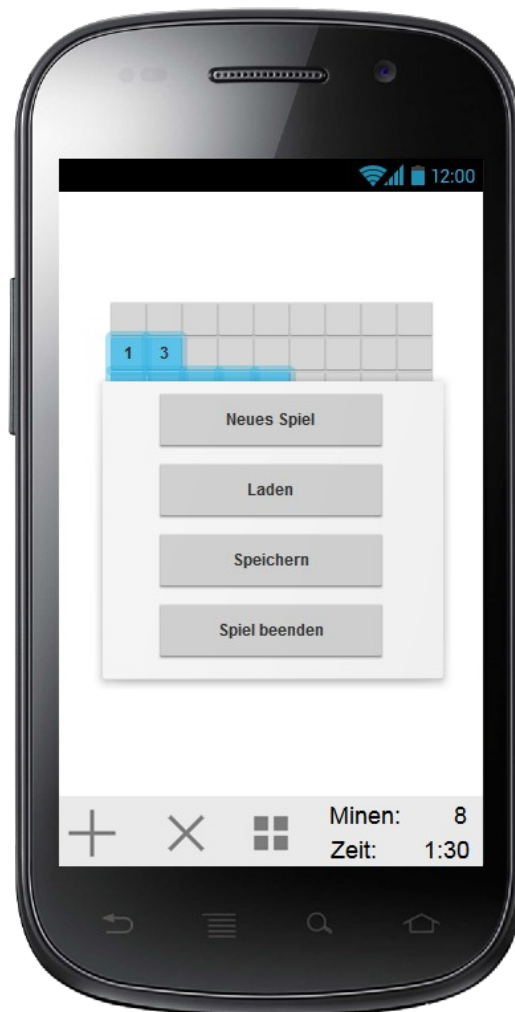 12:00
1 3
Neues Spiel
Laden
Speichern
Spiel beenden
Minen: 8
Zeit: 1:30